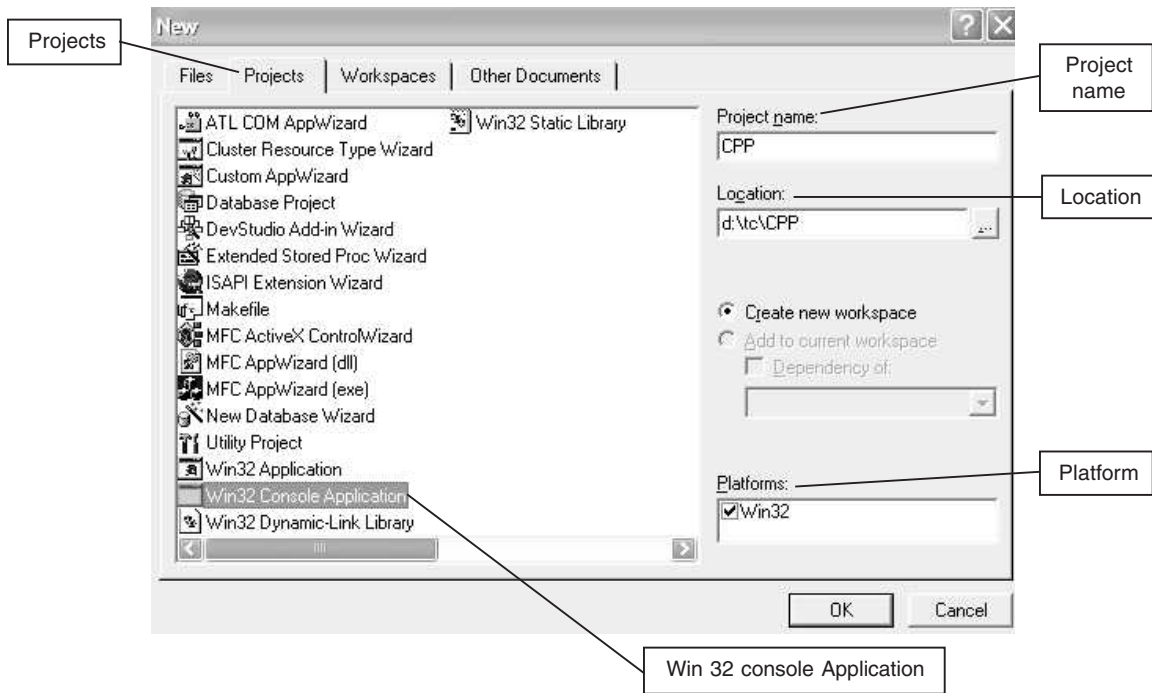 New
Projects
Files
Projects
Workspaces
Other Documents
ATL COM AppWizard
Cluster Resource Type Wizard
Custom AppWizard
Database Project
DevStudio Add-in Wizard
Extended Stored Proc Wizard
ISAPI Extension Wizard
Makefile
MFC ActiveX ControlWizard
MFC AppWizard (dll)
MFC AppWizard (exe)
New Database Wizard
Utility Project
Win32 Application
Win32 Console Application
Win32 Dynamic-Link Library
Win32 Static Library
Project name:
CPP
Location:
d:\tc\CPP
...
Create new workspace
Add to current workspace
Dependency of:
Platforms:
Win32
OK
Cancel
Project
name
Location
Platform
Win 32 console Application